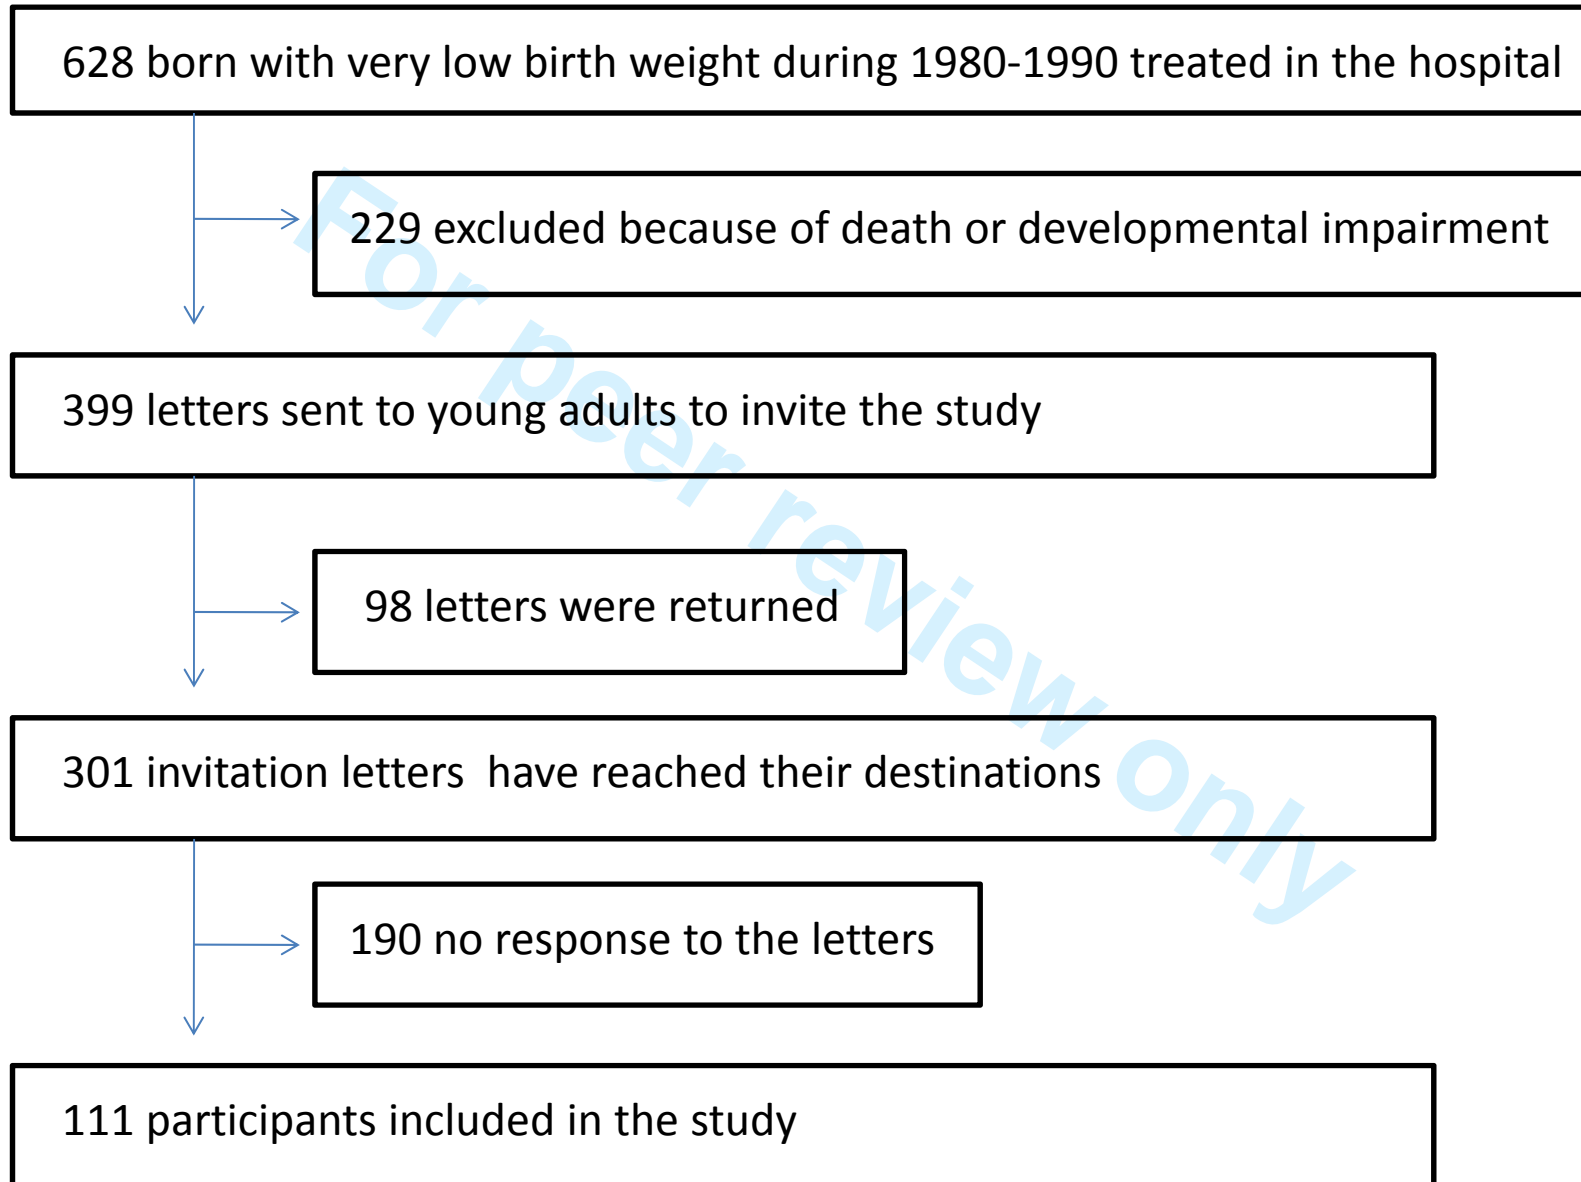 628 born with very low birth weight during 1980-1990 treated in the hospital
229 excluded because of death or developmental impairment
399 letters sent to young adults to invite the study
98 letters were returned
301 invitation letters  have reached their destinations
190 no response to the letters
111 participants included in the study
For peer review only